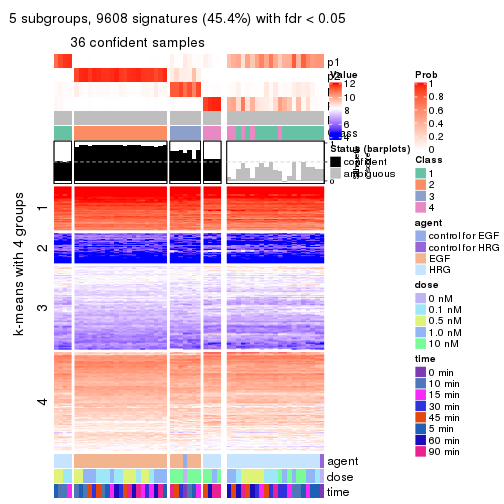 5 subgroups, 9608 signatures (45.4%) with fdr < 0.05
36 confident samples
p1
p2
Value
12
10
8
6
4
Prob
1
0.8
0.6
0.4
0.2
0
Status (barplots)
confident
ambiguous
Class
1
2
3
4
agent
control for EGF
control for HRG
EGF
HRG
dose
0 nM
0.1 nM
0.5 nM
1.0 nM
10 nM
time
0 min
10 min
15 min
30 min
45 min
5 min
60 min
90 min
k-means with 4 groups
1
2
3
4
agent
dose
time